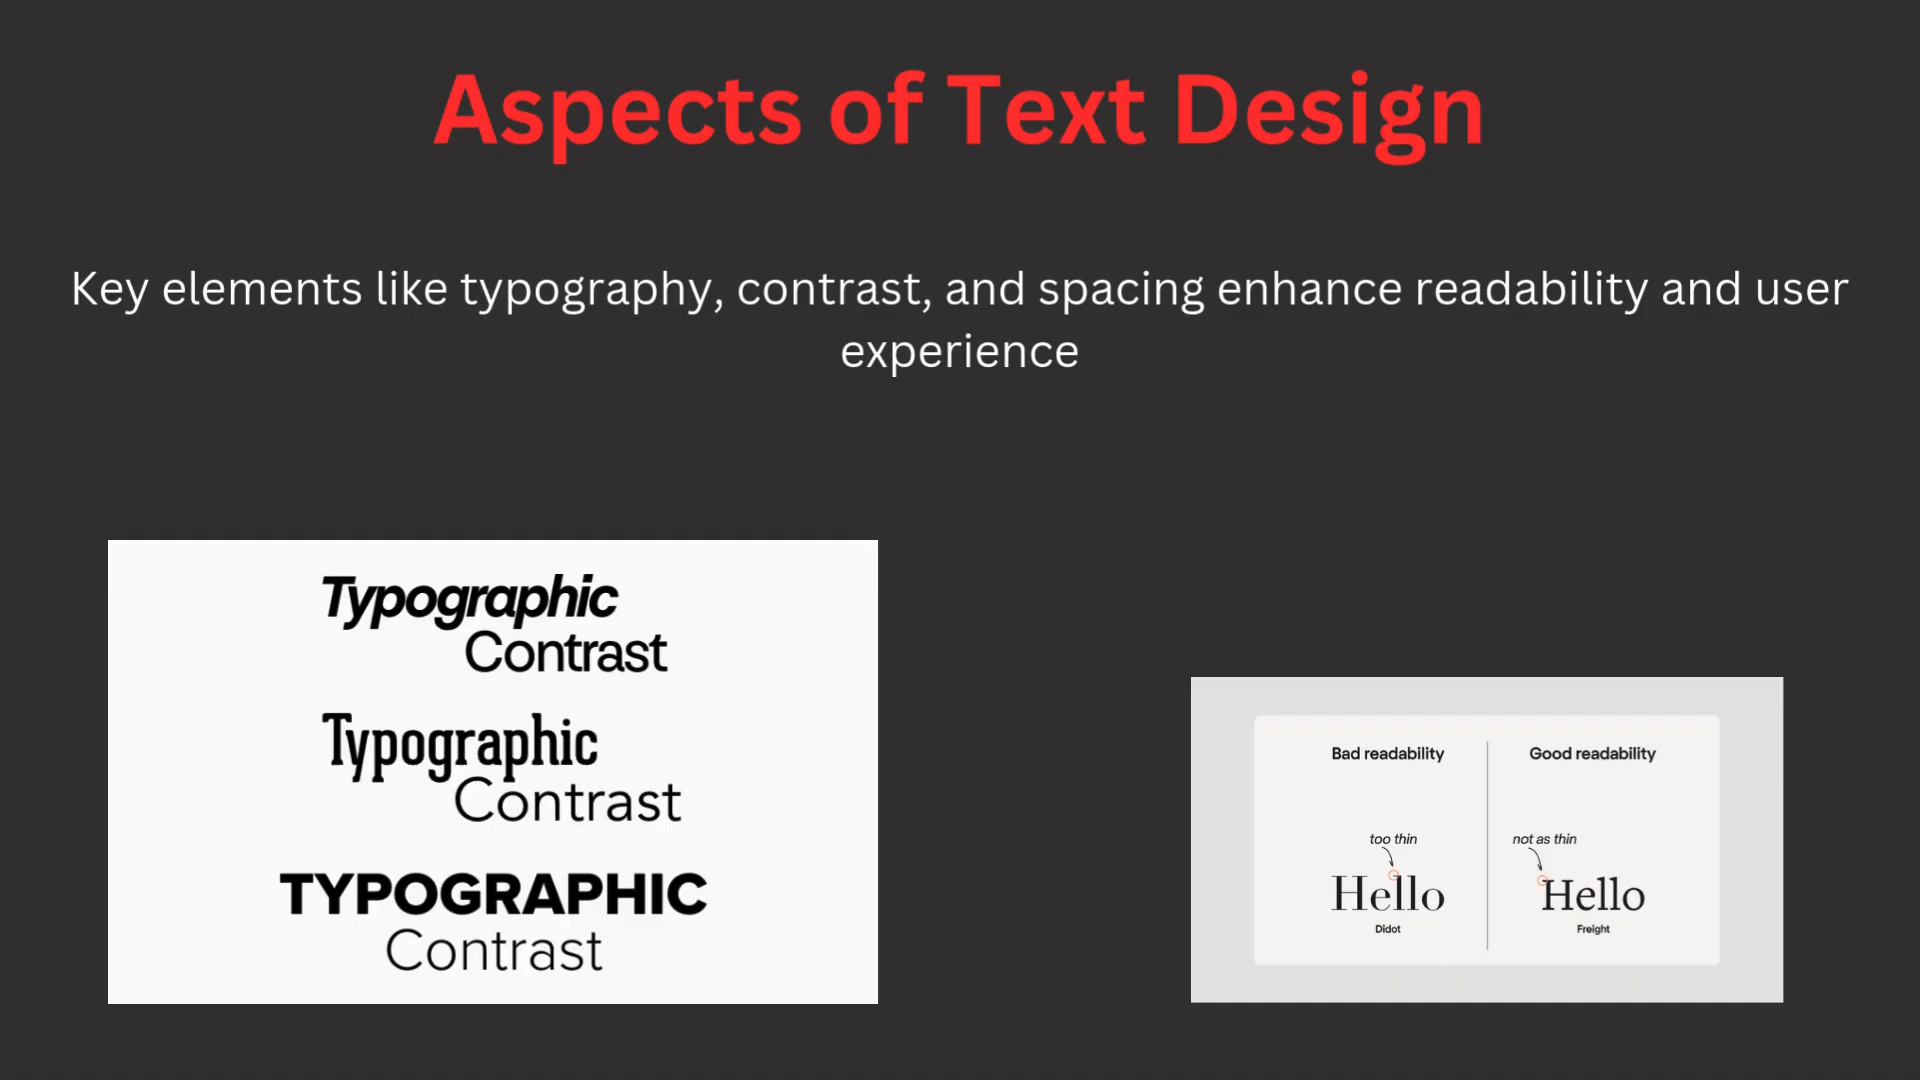 Aspects of Text Design
Key elements like typography, contrast, and spacing enhance readability and user
experience
Typographic
Contrast
Typographic
Contrast
TYPOGRAPHIC
Contrast
Bad readability
too thin
Hello
Didot
Good readability
not as thin
Hello
Freight